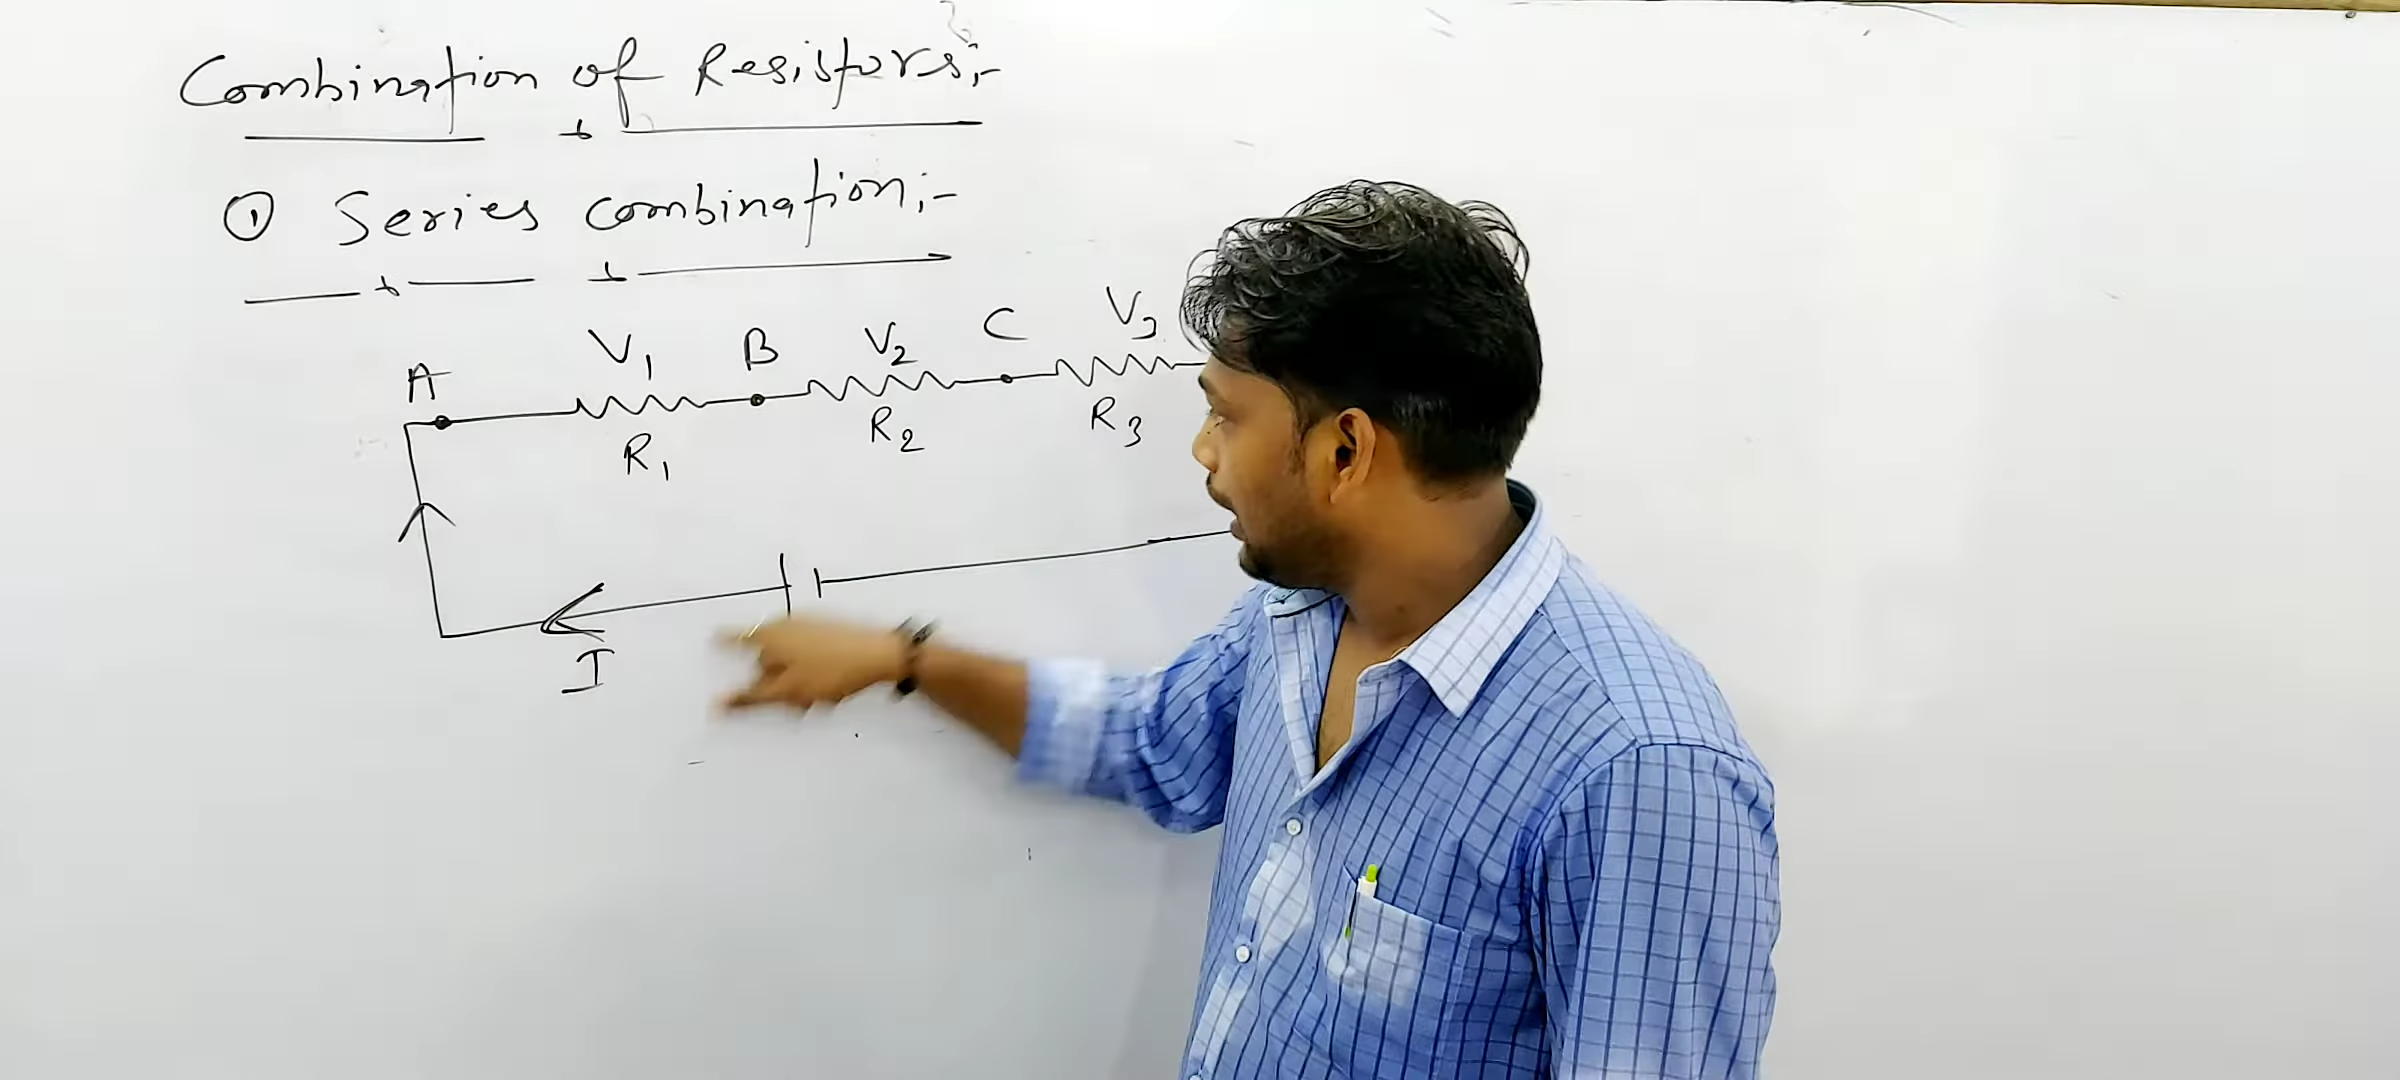 Combination of Resistors:-
① Series combination:-
A V₁ B V₂ C V₃
R₁ R₂ R₃
I